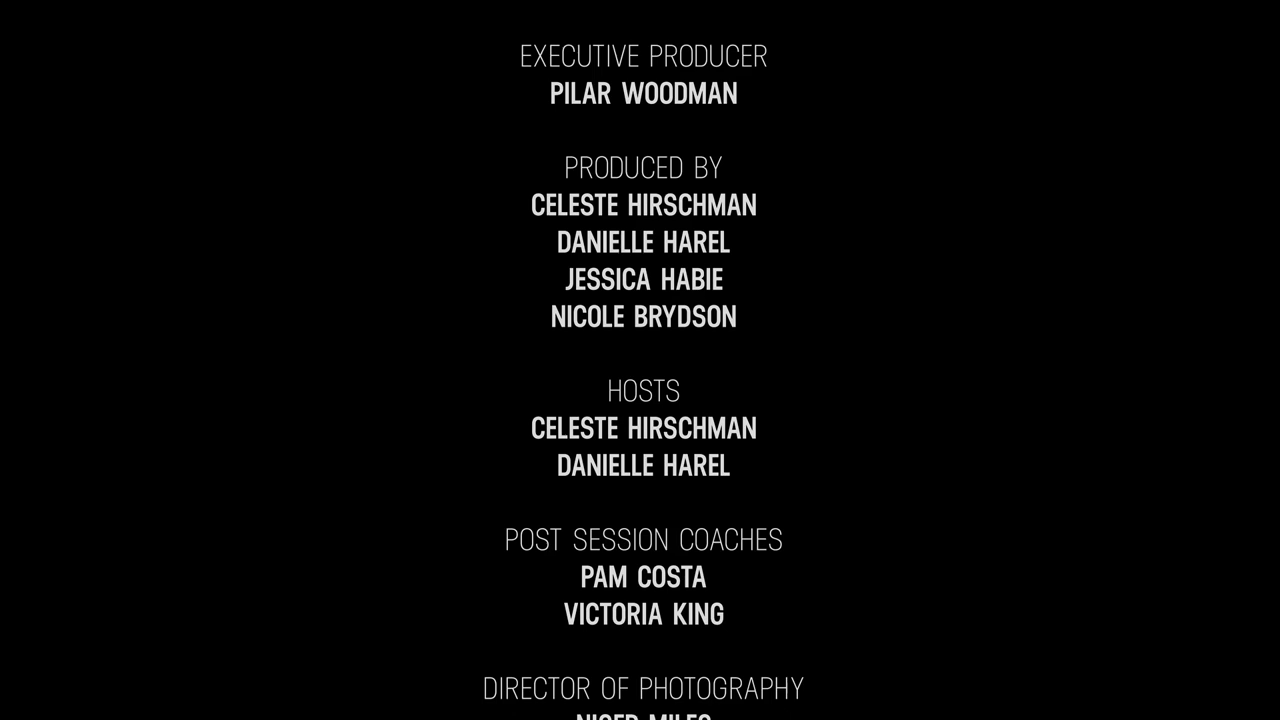 EXECUTIVE PRODUCER
PILAR WOODMAN
PRODUCED BY
CELESTE HIRSCHMAN
DANIELLE HAREL
JESSICA HABIE
NICOLE BRYDSON
HOSTS
CELESTE HIRSCHMAN
DANIELLE HAREL
POST SESSION COACHES
PAM COSTA
VICTORIA KING
DIRECTOR OF PHOTOGRAPHY